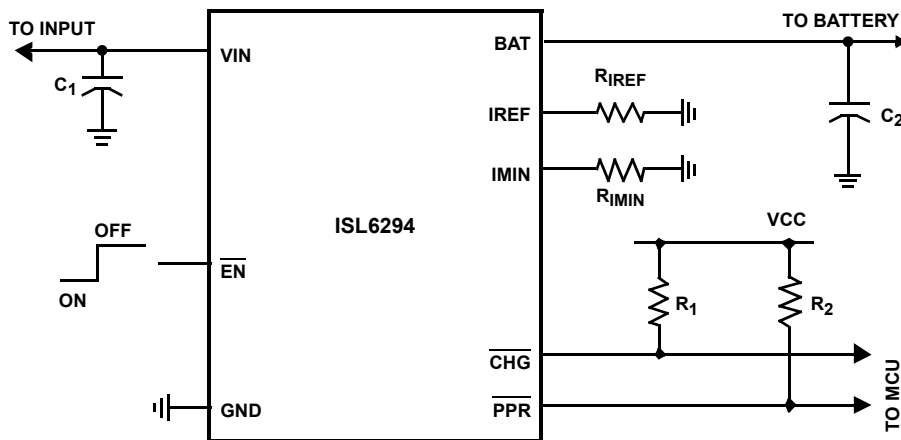 TO INPUT
C1
VIN
OFF
ON
EN
GND
ISL6294
BAT
IREF
IMIN
CHG
PPR
TO BATTERY
RIREF
RIMIN
C2
VCC
R1
R2
TO MCU